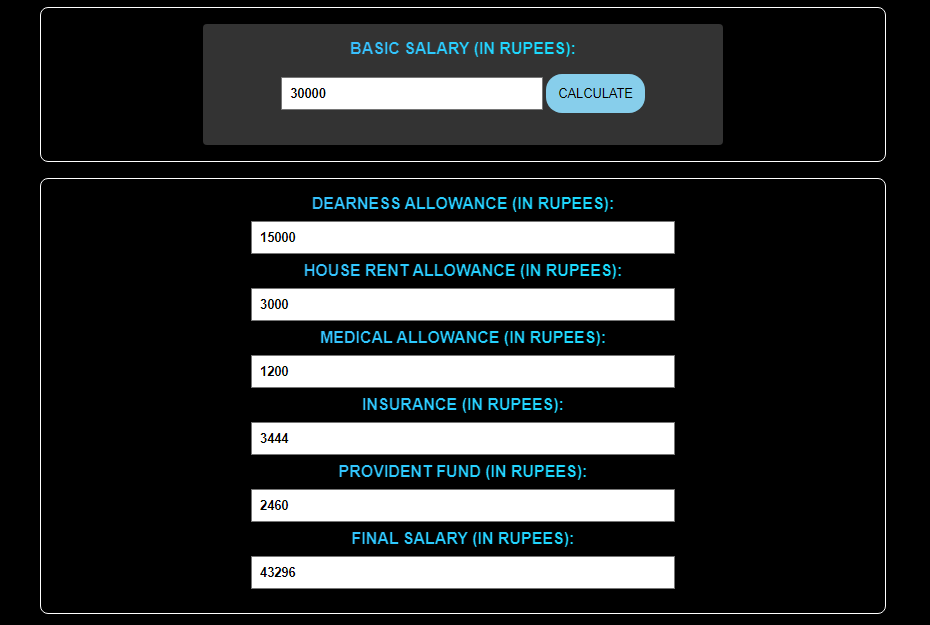 BASIC SALARY (IN RUPEES):
30000 CALCULATE
DEARNESS ALLOWANCE (IN RUPEES):
15000
HOUSE RENT ALLOWANCE (IN RUPEES):
3000
MEDICAL ALLOWANCE (IN RUPEES):
1200
INSURANCE (IN RUPEES):
3444
PROVIDENT FUND (IN RUPEES):
2460
FINAL SALARY (IN RUPEES):
43296